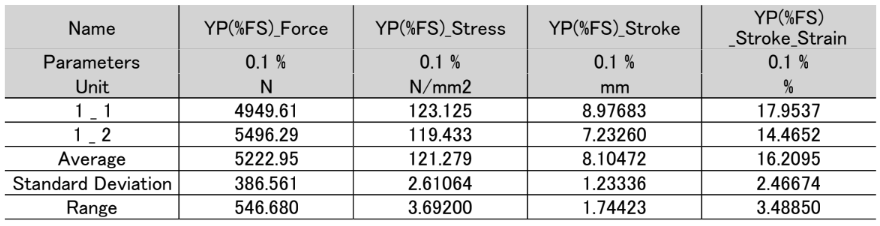 Name YP(%FS)_Force YP(%FS)_Stress YP(%FS)_Stroke YP(%FS)_Stroke_Strain
Parameters 0.1 % 0.1 % 0.1 % 0.1 %
Unit N N/mm2 mm %
1 _ 1 4949.61 123.125 8.97683 17.9537
1 _ 2 5496.29 119.433 7.23260 14.4652
Average 5222.95 121.279 8.10472 16.2095
Standard Deviation 386.561 2.61064 1.23336 2.46674
Range 546.680 3.69200 1.74423 3.48850